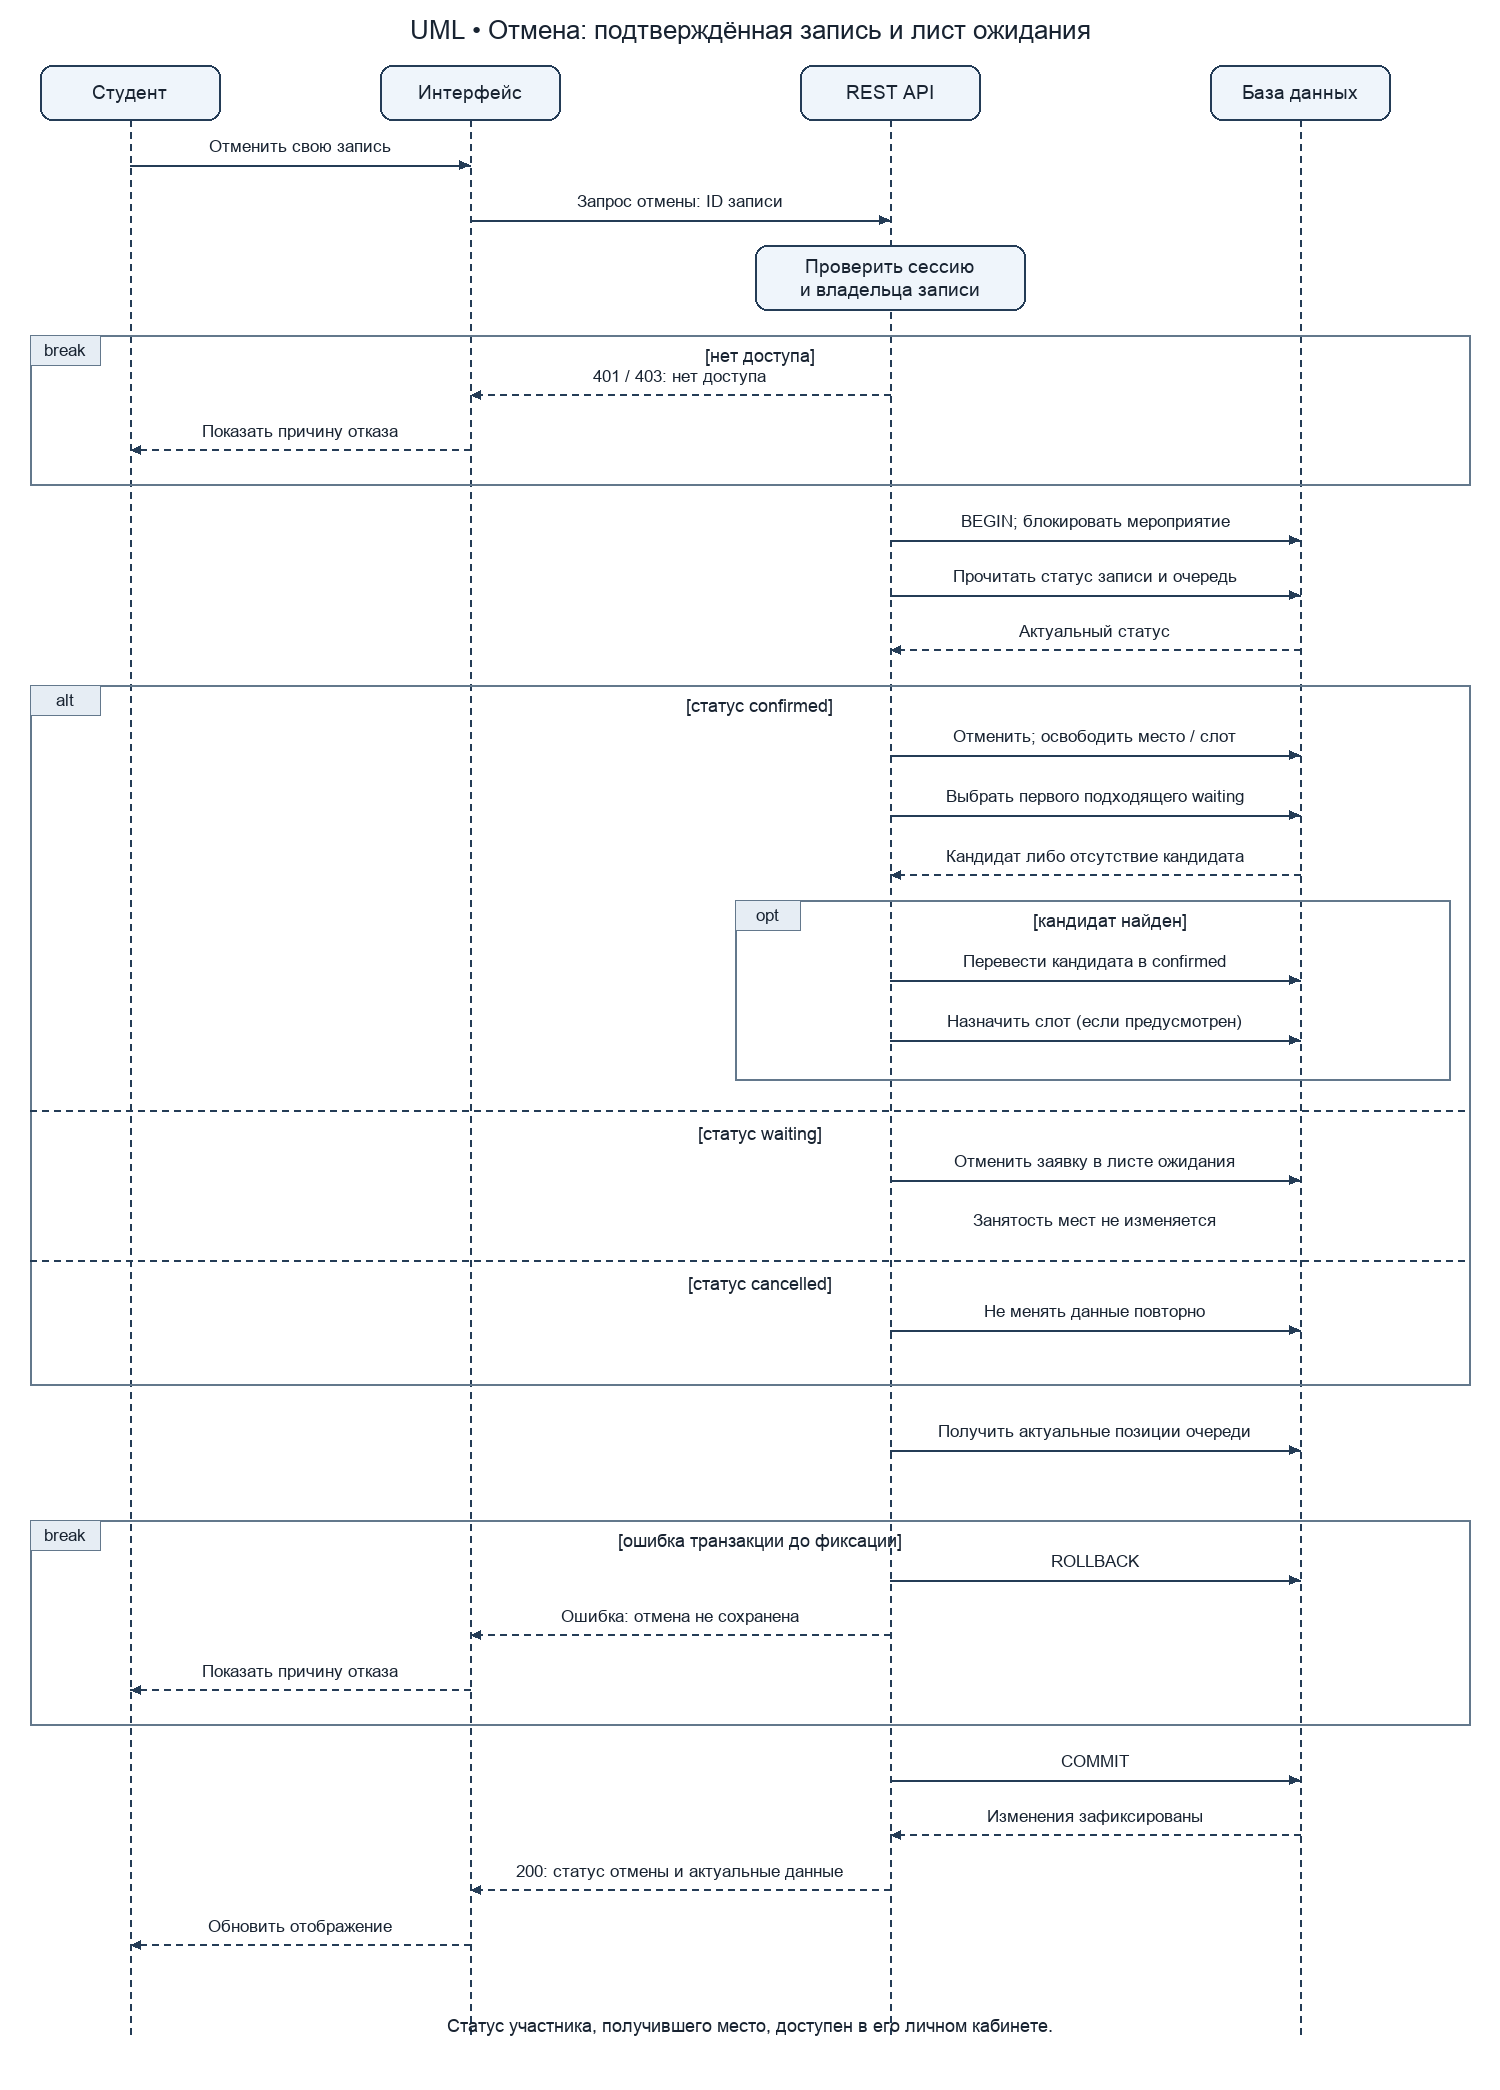 UML • Отмена: подтверждённая запись и лист ожидания
Студент
Интерфейс
REST API
База данных
Отменить свою запись
Запрос отмены: ID записи
Проверить сессию
и владельца записи
break
[нет доступа]
401 / 403: нет доступа
Показать причину отказа
BEGIN; блокировать мероприятие
Прочитать статус записи и очередь
Актуальный статус
alt
[статус confirmed]
Отменить; освободить место / слот
Выбрать первого подходящего waiting
Кандидат либо отсутствие кандидата
opt
[кандидат найден]
Перевести кандидата в confirmed
Назначить слот (если предусмотрен)
[статус waiting]
Отменить заявку в листе ожидания
Занятость мест не изменяется
[статус cancelled]
Не менять данные повторно
Получить актуальные позиции очереди
break
[ошибка транзакции до фиксации]
ROLLBACK
Ошибка: отмена не сохранена
Показать причину отказа
COMMIT
Изменения зафиксированы
200: статус отмены и актуальные данные
Обновить отображение
Статус участника, получившего место, доступен в его личном кабинете.